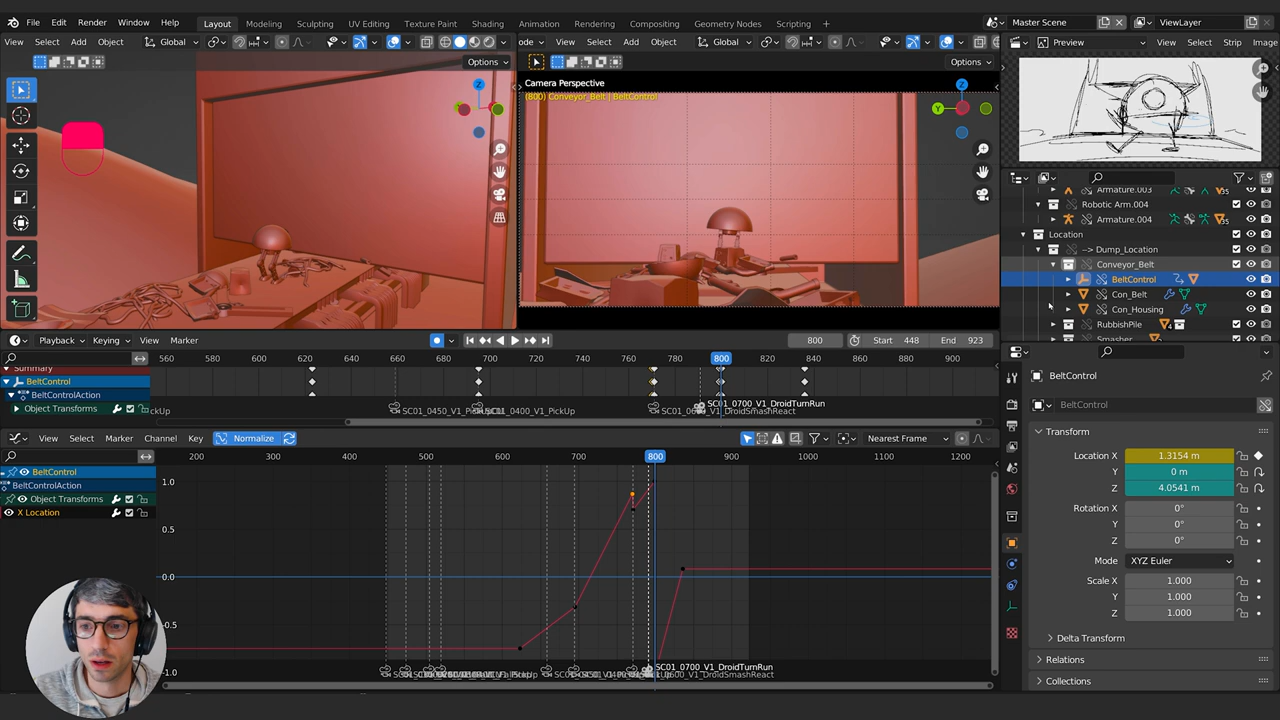 File Edit Render Window Help Layout Modeling Sculpting UV Editing Texture Paint Shading Animation Rendering Compositing Geometry Nodes Scripting + Master Scene ViewLayer
View Select Add Object Global ode View Select Add Object Global Preview View Select Strip Image
Options Options
Camera Perspective
(800) Conveyor_Belt | BeltControl
Z Z
Y
Armature.003
Robotic Arm.004
Armature.004
Location
--> Dump_Location
Conveyor_Belt
BeltControl
Con_Belt
Con_Housing
RubbishPile
Smasher
Playback Keying View Marker 800 Start 448 End 923
560 580 600 620 640 660 680 700 720 740 760 780 800 820 840 860 880 900
Summary
BeltControl
BeltControlAction
Object Transforms
SC01_0450_V1_PickUp SC01_0400_V1_PickUp SC01_0700_V1_DroidTurnRun
View Select Marker Channel Key Normalize Nearest Frame
200 300 400 500 600 700 800 900 1000 1100 1200
BeltControl
BeltControlAction
Object Transforms
X Location
1.0
0.5
0.0
-0.5
-1.0
SC01_0700_V1_DroidTurnRun
BeltControl
BeltControl
Transform
Location X 1.3154 m
Y 0 m
Z 4.0541 m
Rotation X 0°
Y 0°
Z 0°
Mode XYZ Euler
Scale X 1.000
Y 1.000
Z 1.000
Delta Transform
Relations
Collections